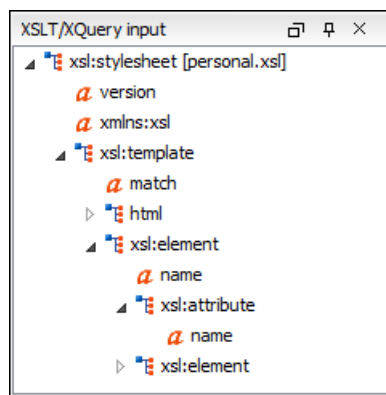 XSLT/XQuery input
xsl:stylesheet [personal.xsl]
a version
a xmlns:xsl
xsl:template
a match
html
xsl:element
a name
xsl:attribute
a name
xsl:element